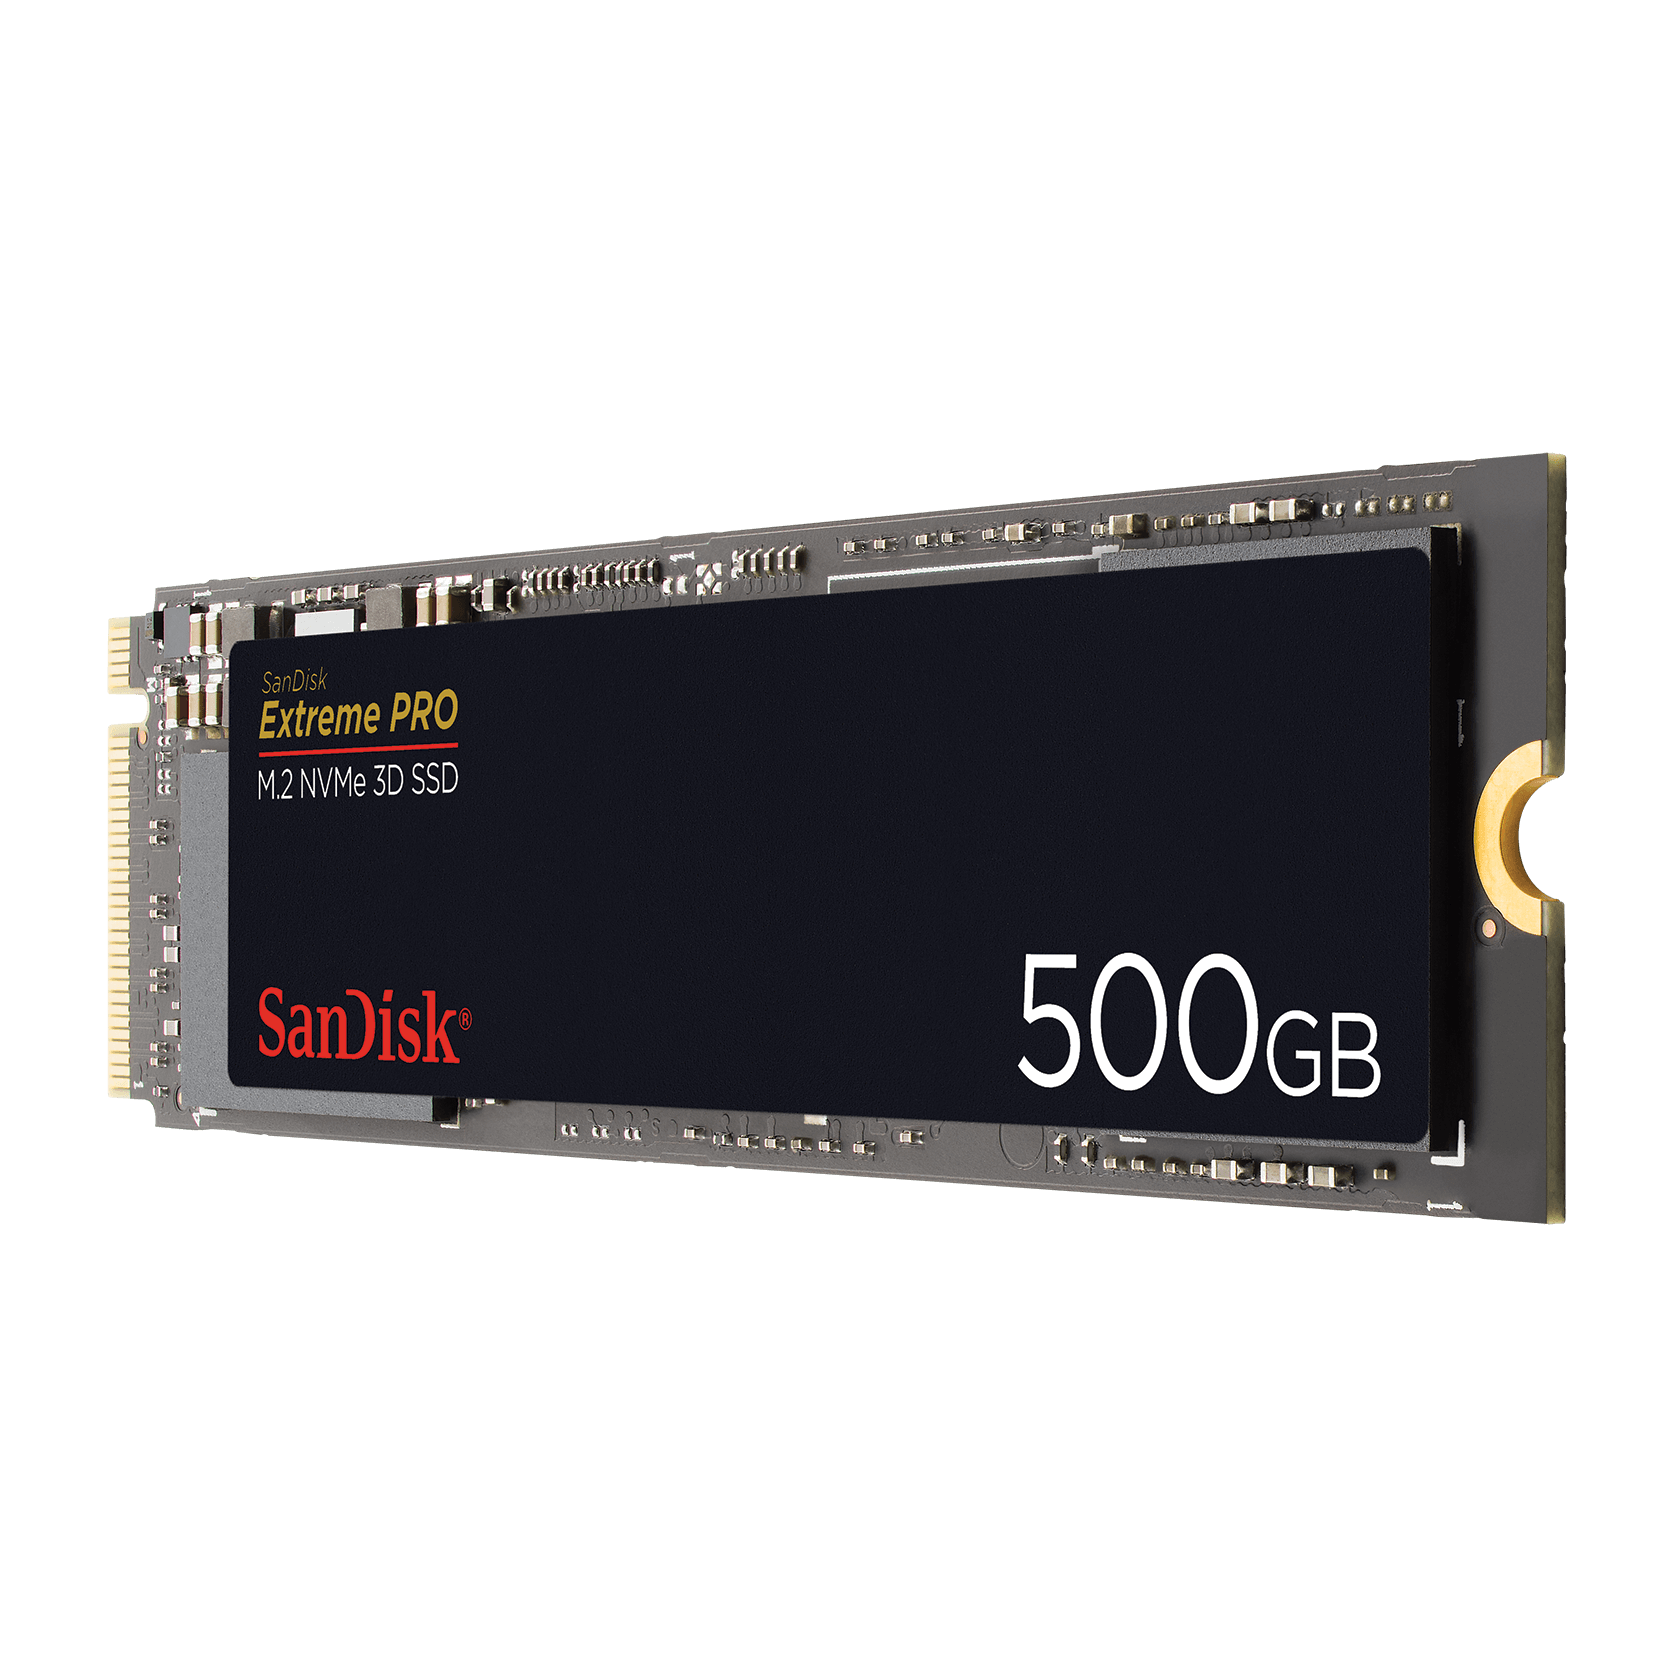 SanDisk
Extreme PRO
M.2 NVMe 3D SSD
SanDisk®
500GB